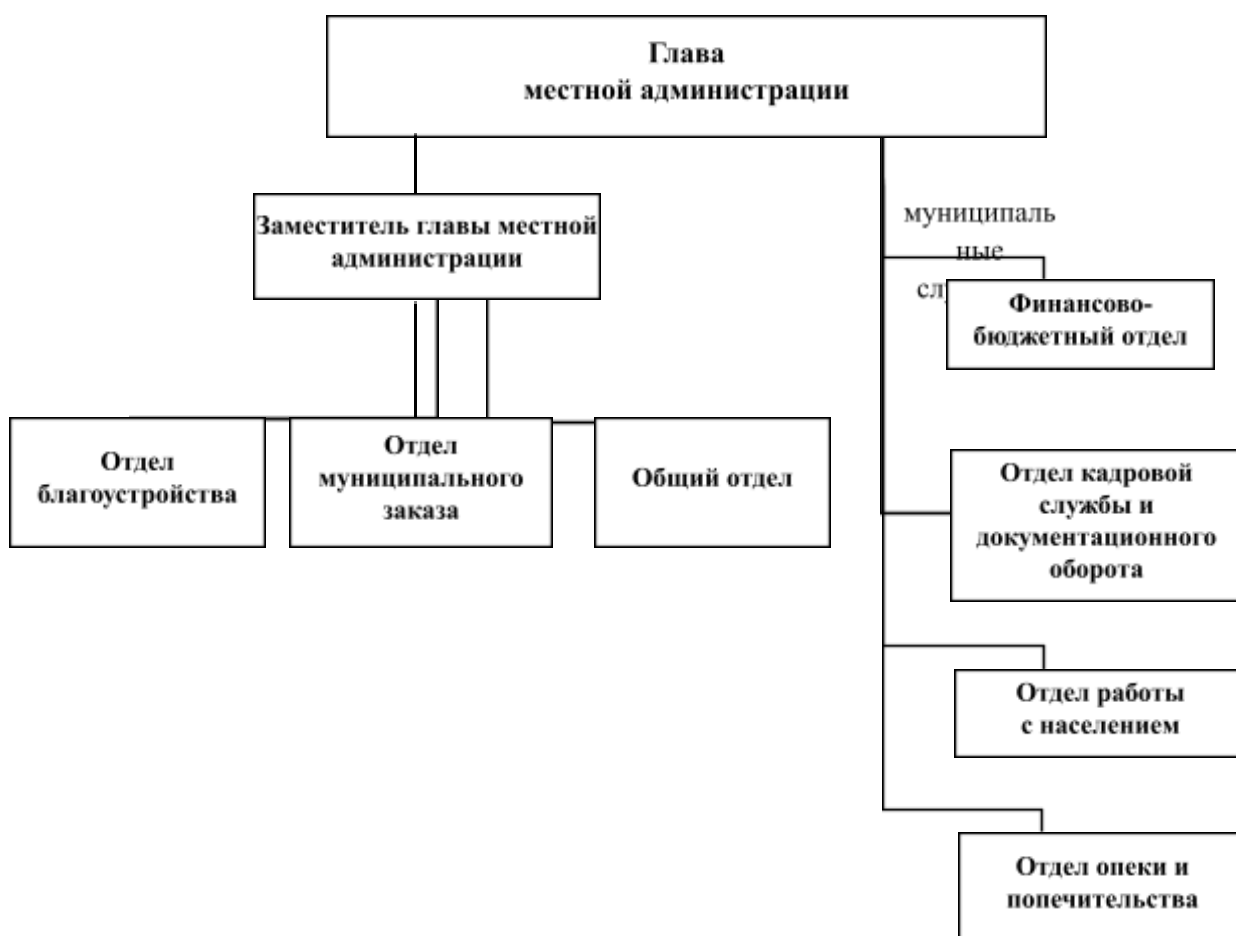 Глава
местной администрации
Заместитель главы местной
администрации
муниципаль
ные
Финансово-
бюджетный отдел
Отдел
благоустройства
Отдел
муниципального
заказа
Общий отдел
Отдел кадровой
службы и
документационного
оборота
Отдел работы
с населением
Отдел опеки и
попечительства